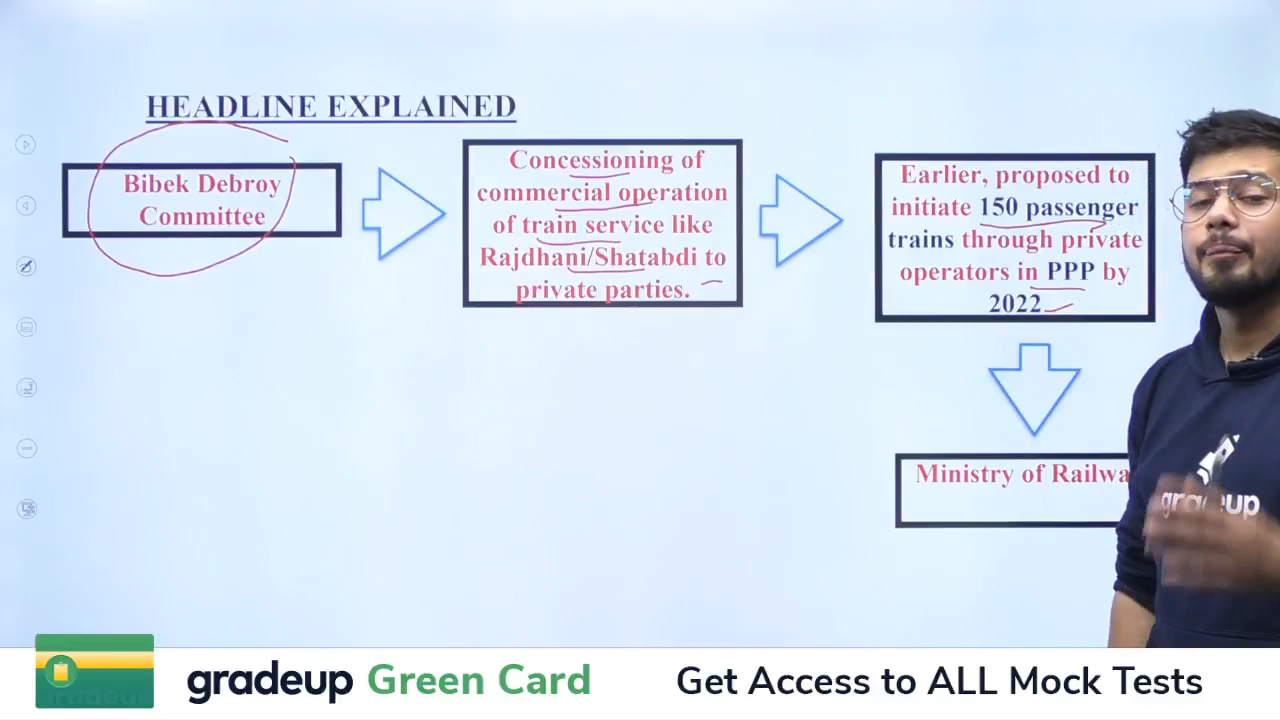 HEADLINE EXPLAINED
Bibek Debroy
Committee
Concessioning of
commercial operation
of train service like
Rajdhani/Shatabdi to
private parties.
Earlier, proposed to
initiate 150 passenger
trains through private
operators in PPP by
2022
Ministry of Railwa
gradeup
gradeup Green Card
Get Access to ALL Mock Tests